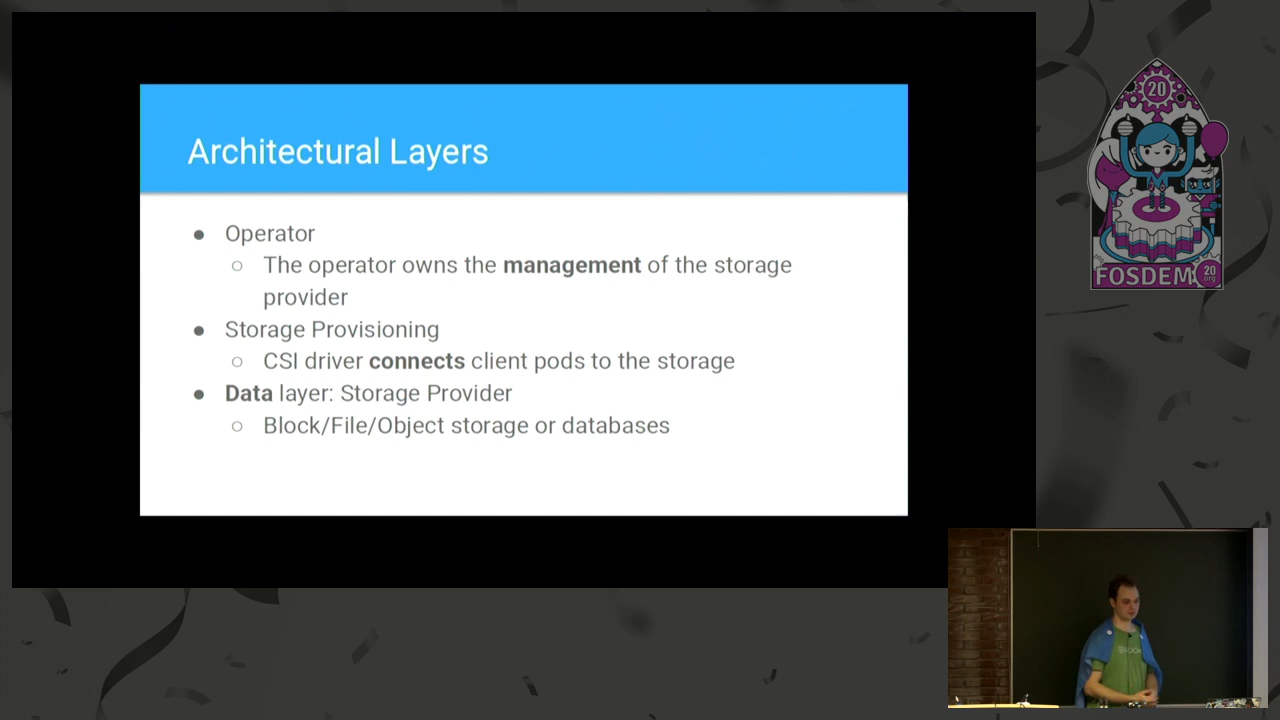 Architectural Layers
● Operator
○ The operator owns the management of the storage
provider
● Storage Provisioning
○ CSI driver connects client pods to the storage
● Data layer: Storage Provider
○ Block/File/Object storage or databases
20
FOSDEM
20
.org